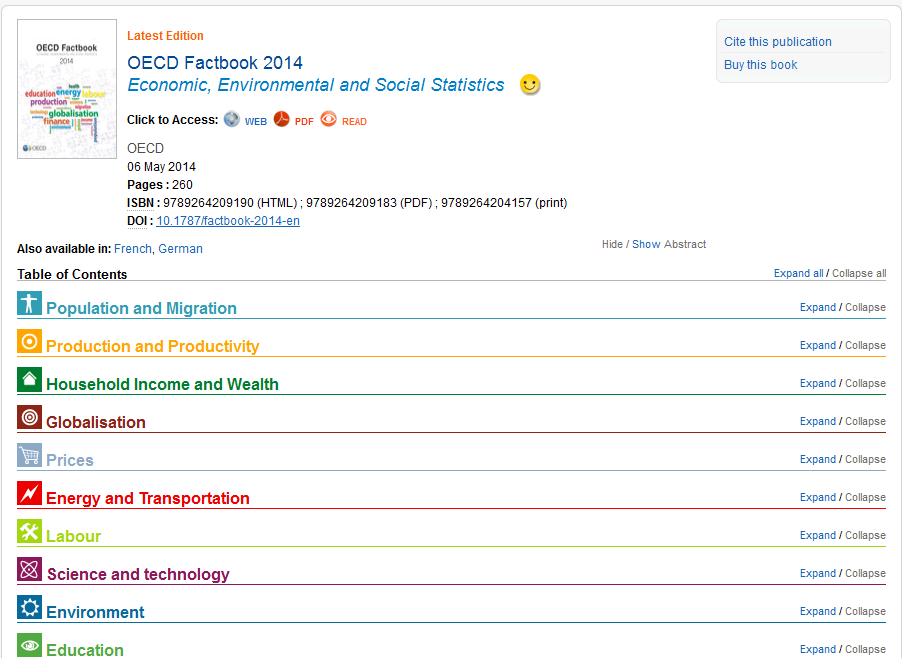 OECD Factbook
2014
education energy labour
production
globalisation
finance
environment
OECD
Latest Edition
OECD Factbook 2014
Economic, Environmental and Social Statistics
Click to Access: WEB PDF READ
OECD
06 May 2014
Pages : 260
ISBN : 9789264209190 (HTML) ; 9789264209183 (PDF) ; 9789264204157 (print)
DOI : 10.1787/factbook-2014-en
Cite this publication
Buy this book
Also available in: French, German
Hide / Show Abstract
Table of Contents
Expand all / Collapse all
Population and Migration
Expand / Collapse
Production and Productivity
Expand / Collapse
Household Income and Wealth
Expand / Collapse
Globalisation
Expand / Collapse
Prices
Expand / Collapse
Energy and Transportation
Expand / Collapse
Labour
Expand / Collapse
Science and technology
Expand / Collapse
Environment
Expand / Collapse
Education
Expand / Collapse